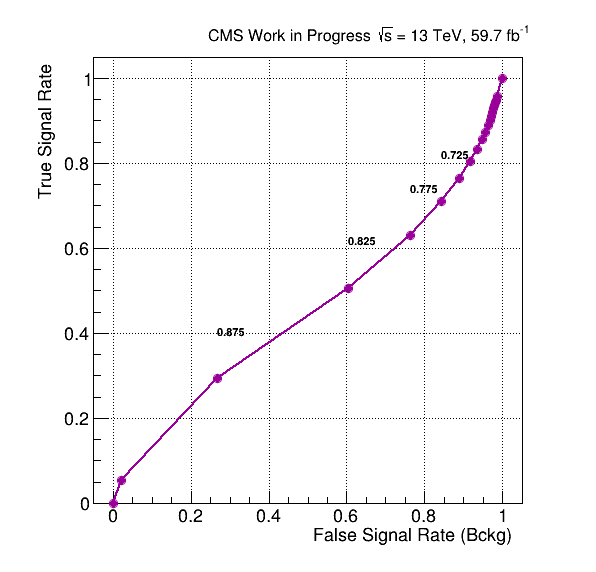 CMS Work in Progress √s = 13 TeV, 59.7 fb⁻¹
True Signal Rate
1
0.8
0.6
0.4
0.2
0
0.725
0.775
0.825
0.875
0 0.2 0.4 0.6 0.8 1
False Signal Rate (Bckg)